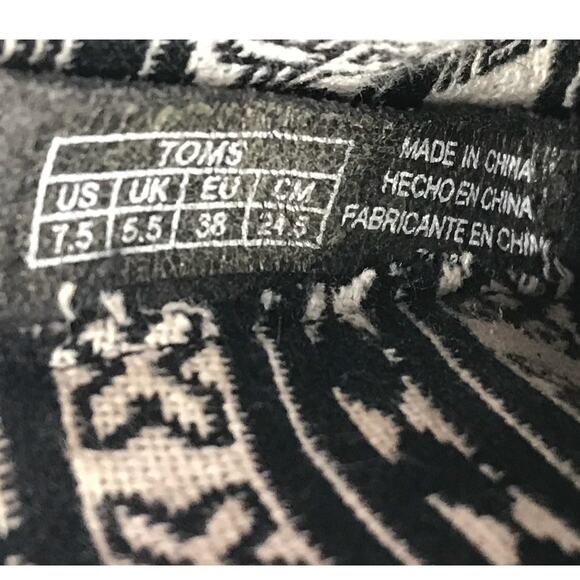 TOMS
US UK EU CM
7.5 5.5 38 24.5
MADE IN CHINA
HECHO EN CHINA
FABRICANTE EN CHINA